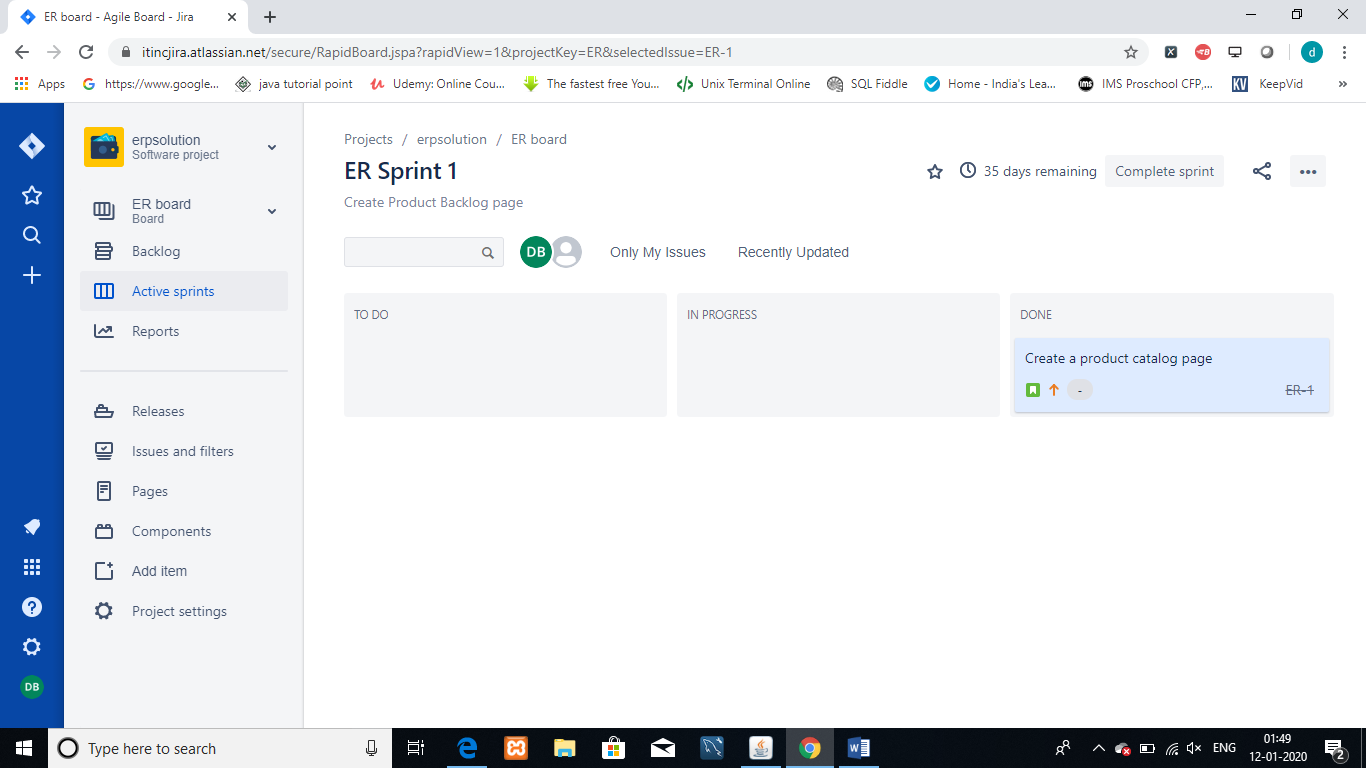 ER board - Agile Board - Jira
itincjira.atlassian.net/secure/RapidBoard.jspa?rapidView=1&projectKey=ER&selectedIssue=ER-1
d
Apps
https://www.google...
java tutorial point
Udemy: Online Cou...
The fastest free You...
Unix Terminal Online
SQL Fiddle
Home - India's Lea...
ims
IMS Proschool CFP,...
KV
KeepVid
erpsolution
Software project
ER board
Board
Backlog
Active sprints
Reports
Releases
Issues and filters
Pages
Components
Add item
Project settings
DB
Projects / erpsolution / ER board
ER Sprint 1
35 days remaining
Complete sprint
Create Product Backlog page
DB
Only My Issues
Recently Updated
TO DO
IN PROGRESS
DONE
Create a product catalog page
-
ER-1
Type here to search
ENG
01:49
12-01-2020
2